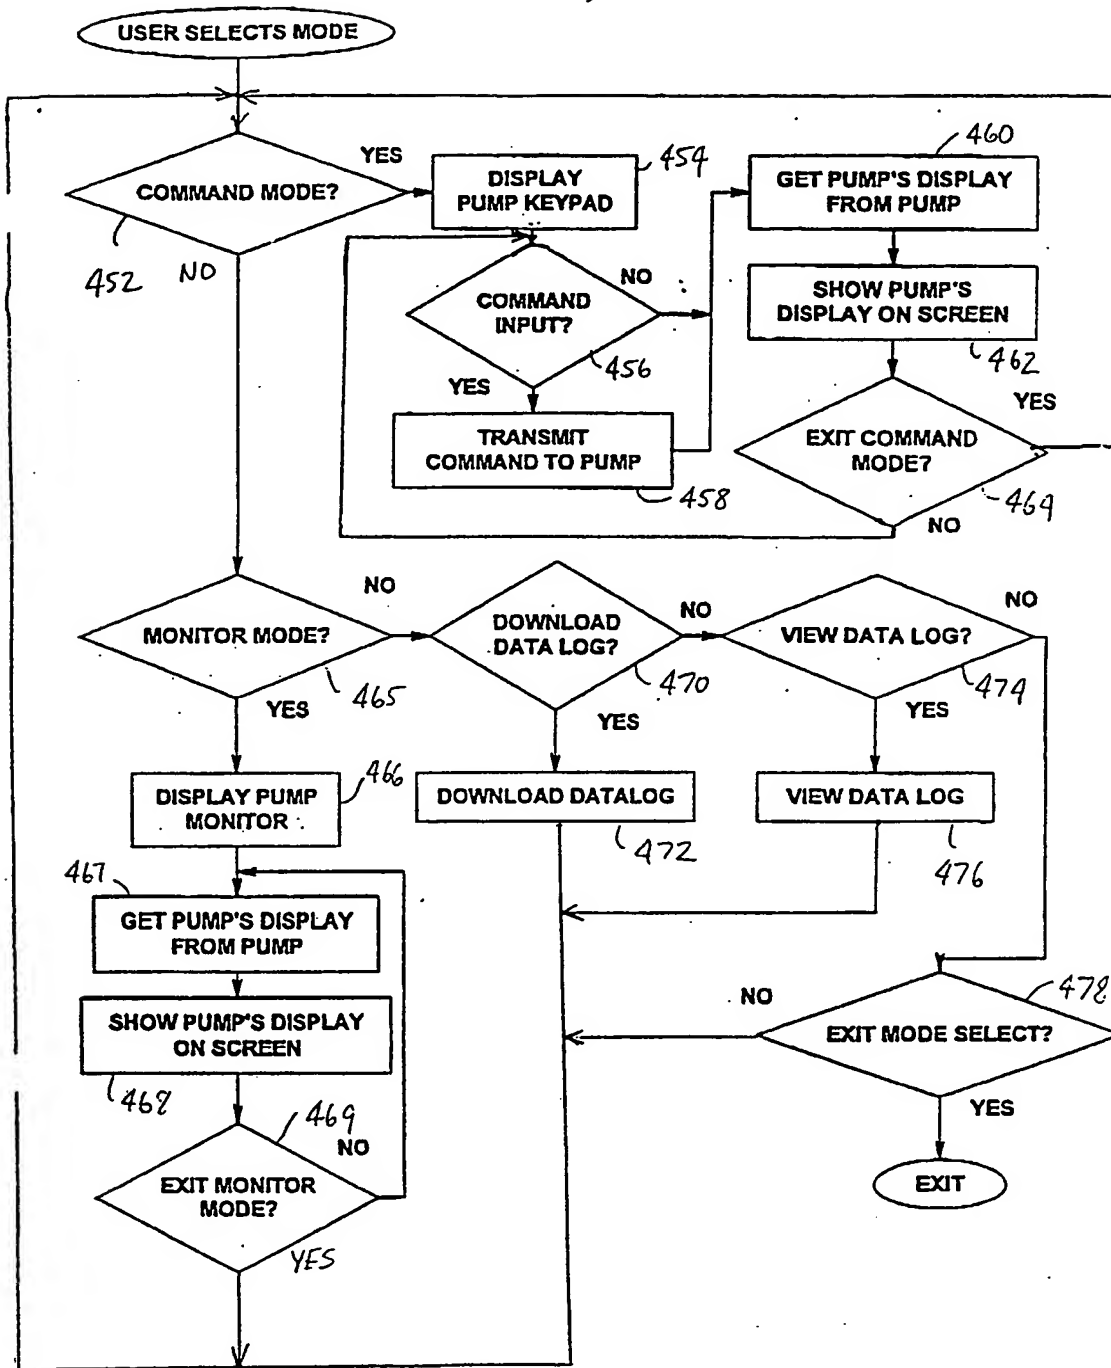 USER SELECTS MODE
COMMAND MODE?
YES
452
NO
DISPLAY
PUMP KEYPAD
454
COMMAND
INPUT?
NO
456
YES
TRANSMIT
COMMAND TO PUMP
458
GET PUMP'S DISPLAY
FROM PUMP
460
SHOW PUMP'S
DISPLAY ON SCREEN
462
EXIT COMMAND
MODE?
YES
464
NO
MONITOR MODE?
NO
465
YES
DOWNLOAD
DATA LOG?
NO
470
YES
VIEW DATA LOG?
NO
474
YES
DISPLAY PUMP
MONITOR
466
DOWNLOAD DATALOG
472
VIEW DATA LOG
476
467
GET PUMP'S DISPLAY
FROM PUMP
SHOW PUMP'S DISPLAY
ON SCREEN
468
469
EXIT MONITOR
MODE?
NO
YES
NO
EXIT MODE SELECT?
478
YES
EXIT